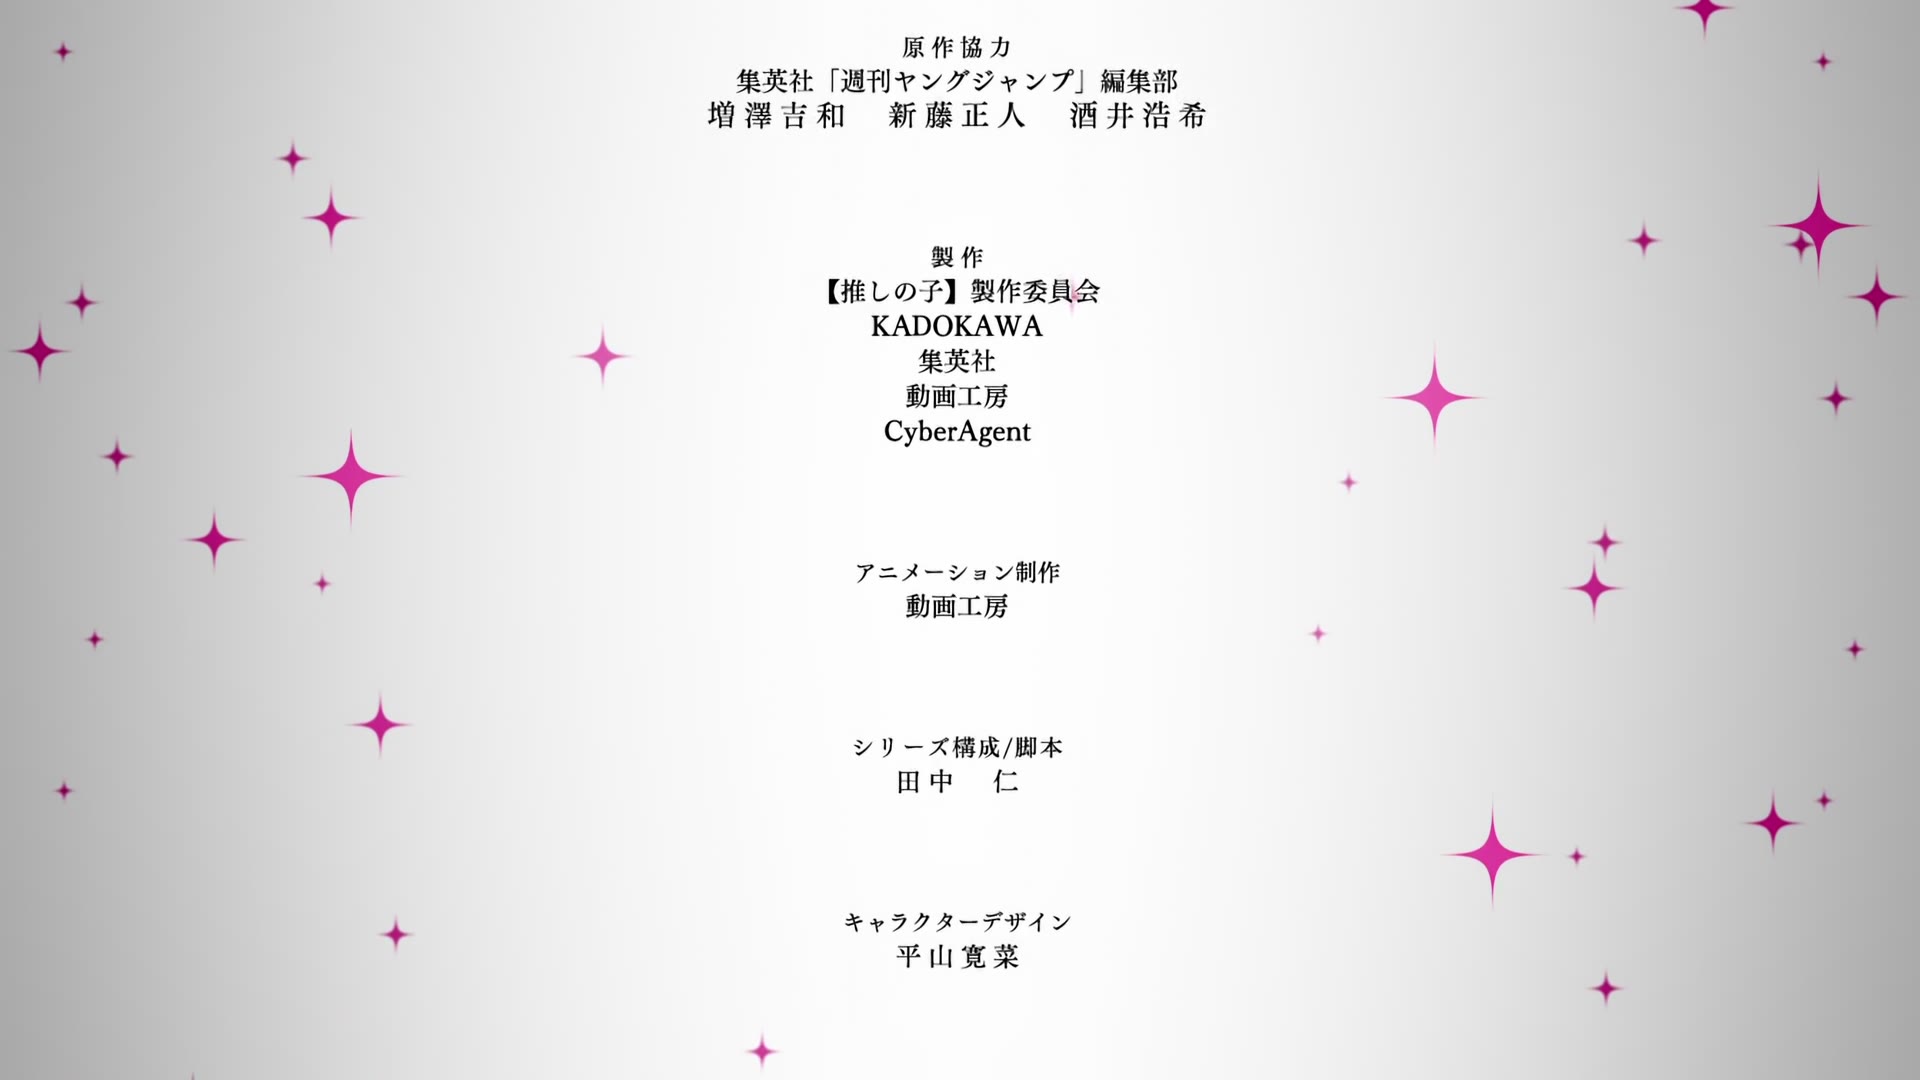 原作協力
集英社「週刊ヤングジャンプ」編集部
増澤吉和 新藤正人 酒井浩希
製作
【推しの子】製作委員会
KADOKAWA
集英社
動画工房
CyberAgent
アニメーション制作
動画工房
シリーズ構成/脚本
田中 仁
キャラクターデザイン
平山寛菜